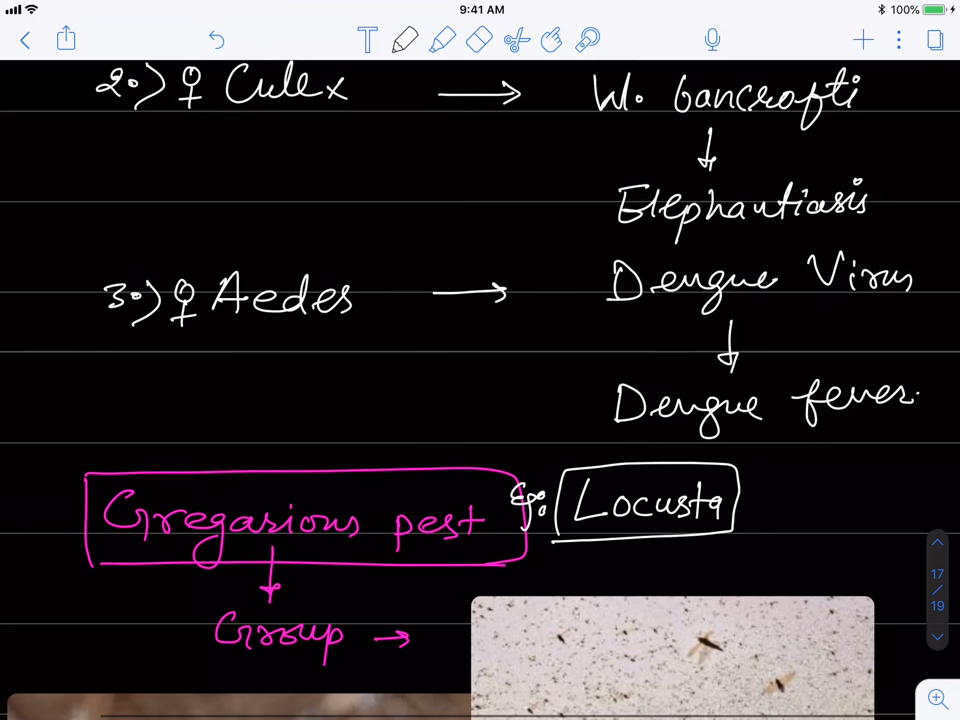 9:41 AM
100%
T
2.) ♀ Culex → W. bancrofti
↓
Elephantiasis
3.) ♀ Aedes → Dengue Virus
↓
Dengue fever.
Gregarious pest Eg: Locusta
↓
Group →
17
/
19